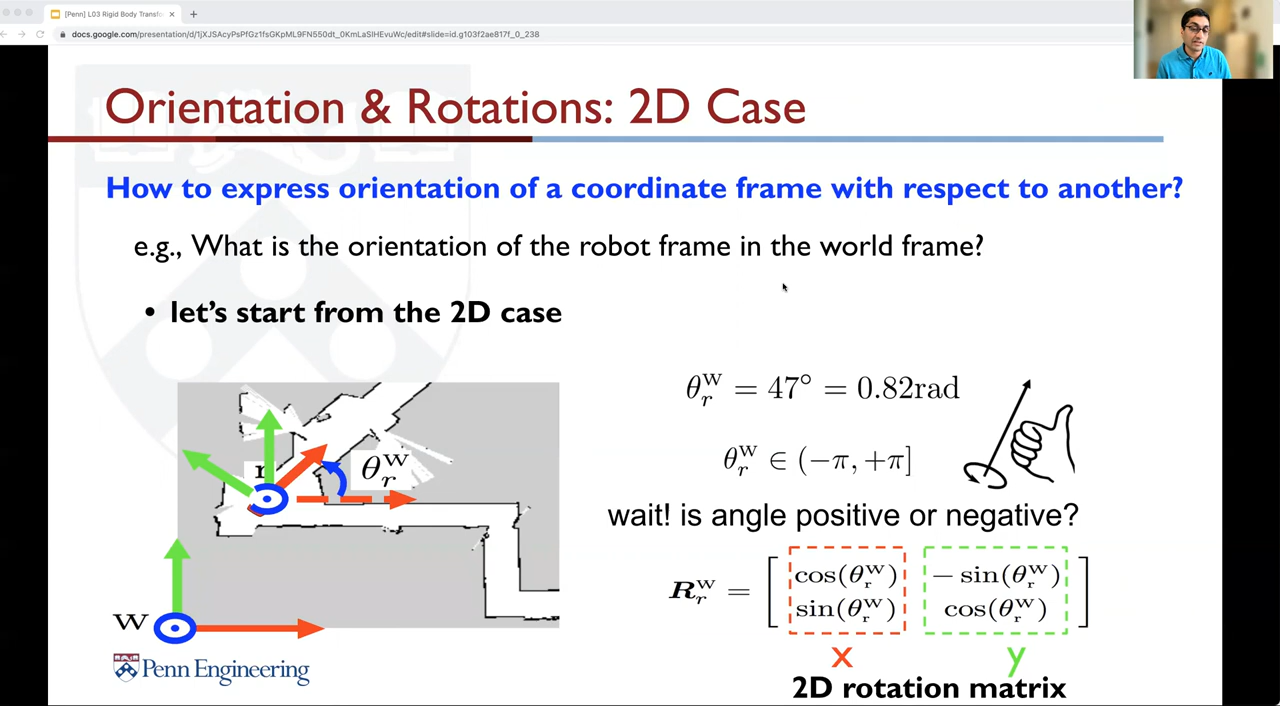 [Penn] L03 Rigid Body Transfo
docs.google.com/presentation/d/1jXJSAcyPsPfGz1fsGKpML9FN550dt_0KmLaSIHEvuWc/edit#slide=id.g103f2ae817f_0_238
Orientation & Rotations: 2D Case
How to express orientation of a coordinate frame with respect to another?
e.g., What is the orientation of the robot frame in the world frame?
• let's start from the 2D case
θ_r^w = 47° = 0.82rad
θ_r^w ∈ (−π, +π]
wait! is angle positive or negative?
r
θ_r^w
w
R_r^w = [ cos(θ_r^w) − sin(θ_r^w)
sin(θ_r^w) cos(θ_r^w) ]
x y
2D rotation matrix
Penn Engineering